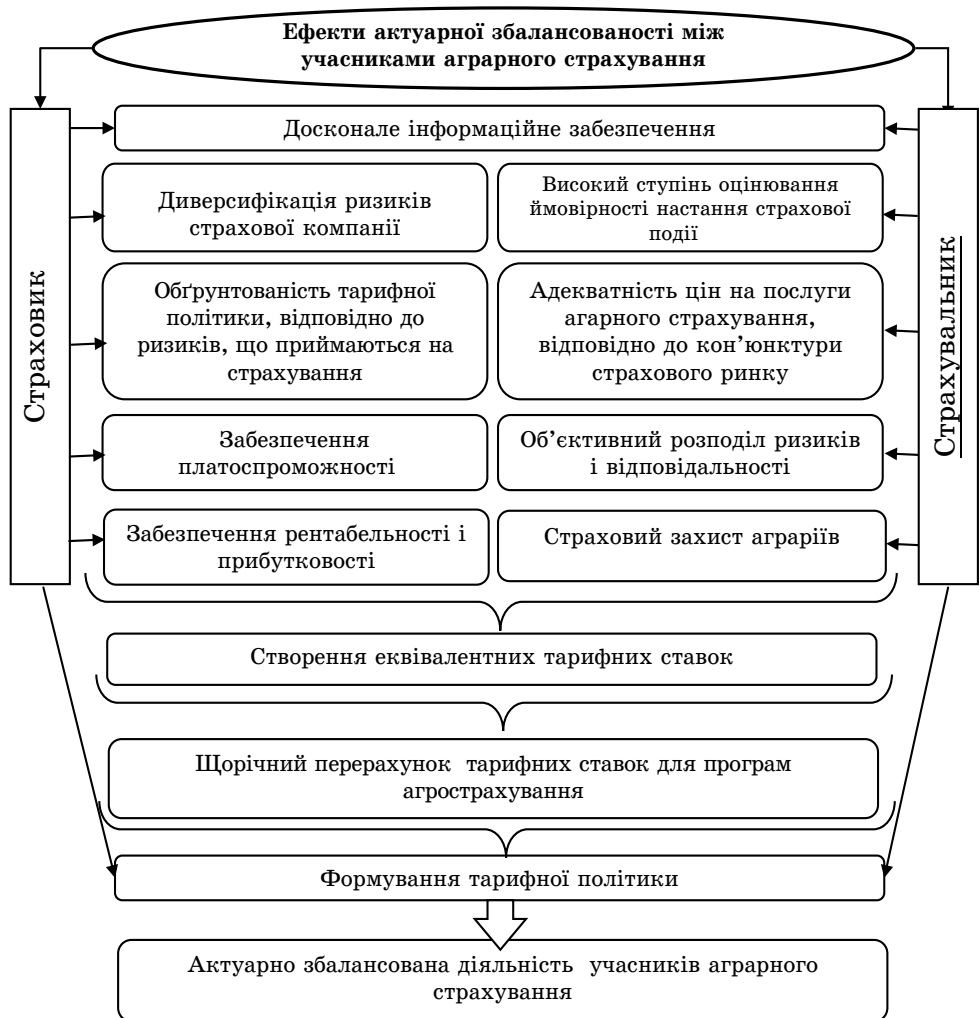 Ефекти актуарної збалансованості між
учасниками аграрного страхування
Страховик
Страхувальник
Досконале інформаційне забезпечення
Диверсифікація ризиків
страхової компанії
Високий ступінь оцінювання
ймовірності настання страхової
події
Обґрунтованість тарифної
політики, відповідно до
ризиків, що приймаються на
страхування
Адекватність цін на послуги
агарного страхування,
відповідно до кон’юнктури
страхового ринку
Забезпечення
платоспроможності
Об’єктивний розподіл ризиків
і відповідальності
Забезпечення рентабельності і
прибутковості
Страховий захист аграріїв
Створення еквівалентних тарифних ставок
Щорічний перерахунок тарифних ставок для програм
агрострахування
Формування тарифної політики
Актуарно збалансована діяльність учасників аграрного
страхування